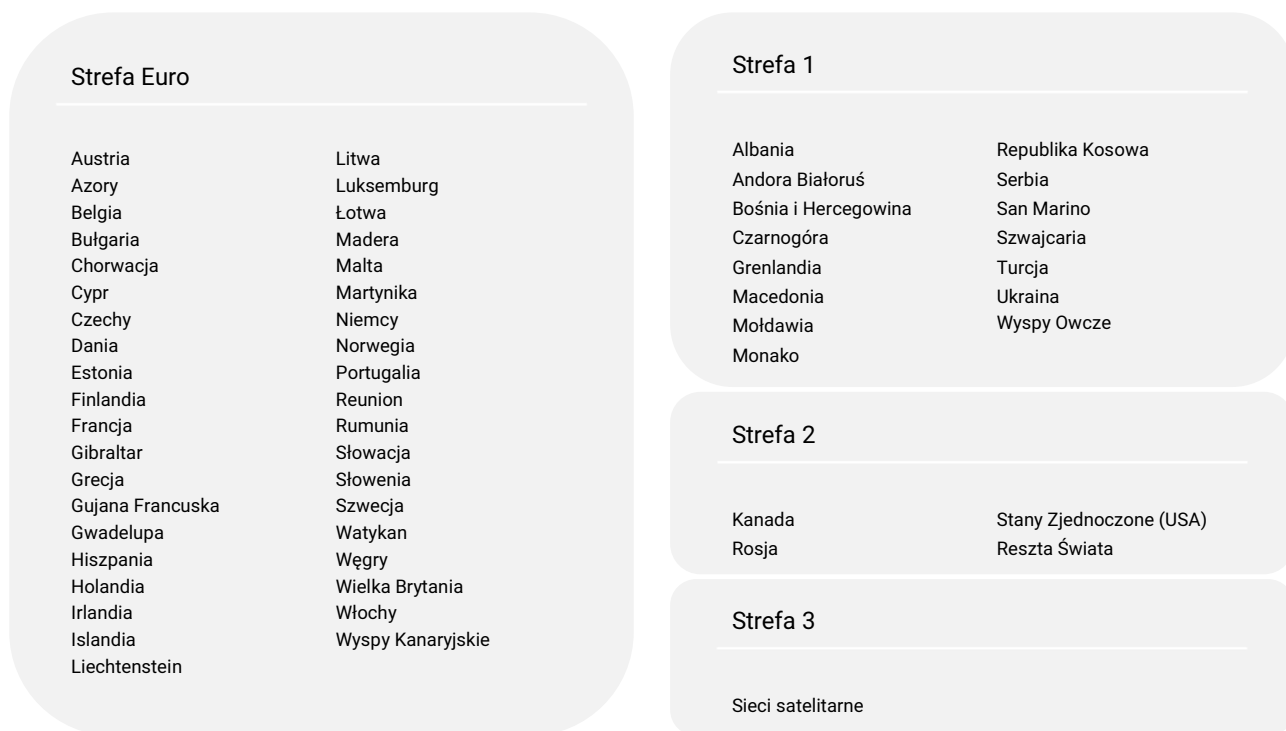 Strefa Euro
Austria
Azory
Belgia
Bułgaria
Chorwacja
Cypr
Czechy
Dania
Estonia
Finlandia
Francja
Gibraltar
Grecja
Gujana Francuska
Gwadelupa
Hiszpania
Holandia
Irlandia
Islandia
Liechtenstein
Litwa
Luksemburg
Łotwa
Madera
Malta
Martynika
Niemcy
Norwegia
Portugalia
Reunion
Rumunia
Słowacja
Słowenia
Szwecja
Watykan
Węgry
Wielka Brytania
Włochy
Wyspy Kanaryjskie
Strefa 1
Albania
Andora Białoruś
Bośnia i Hercegowina
Czarnogóra
Grenlandia
Macedonia
Mołdawia
Monako
Republika Kosowa
Serbia
San Marino
Szwajcaria
Turcja
Ukraina
Wyspy Owcze
Strefa 2
Kanada
Rosja
Stany Zjednoczone (USA)
Reszta Świata
Strefa 3
Sieci satelitarne